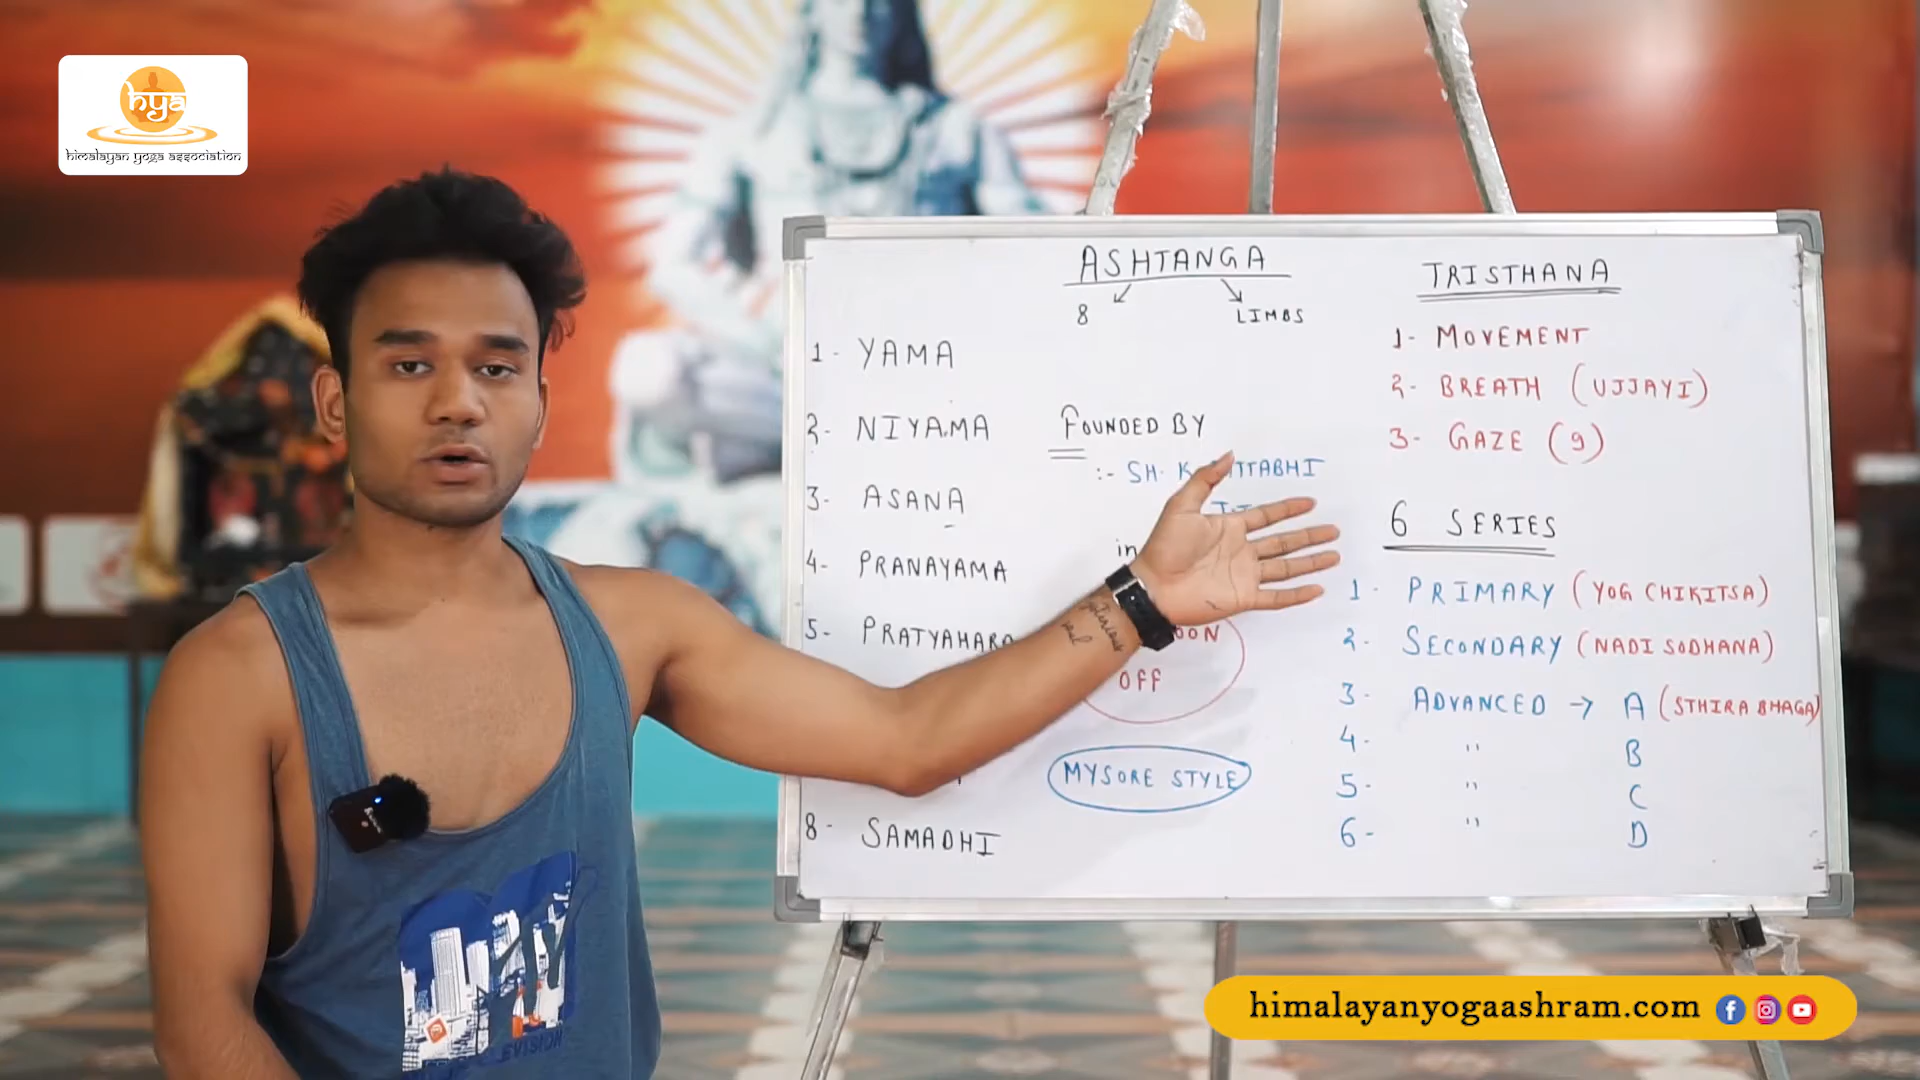 hya
himalayan yoga association
ASHTANGA
8
LIMBS
1- YAMA
2- NIYAMA
3- ASANA
4- PRANAYAMA
5- PRATYAHARA
8- SAMADHI
FOUNDED BY
:- SH. K. PATTABHI
in
OFF
MYSORE STYLE
TRISTHANA
1- MOVEMENT
2- BREATH (UJJAYI)
3- GAZE (9)
6 SERIES
1- PRIMARY (YOG CHIKITSA)
2- SECONDARY (NADI SODHANA)
3- ADVANCED → A (STHIRA BHAGA)
4- '' B
5- '' C
6- '' D
himalayanyogaashram.com